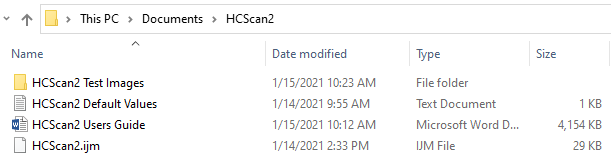 This PC > Documents > HCScan2
Name Date modified Type Size
HCScan2 Test Images 1/15/2021 10:23 AM File folder
HCScan2 Default Values 1/14/2021 9:55 AM Text Document 1 KB
HCScan2 Users Guide 1/15/2021 10:12 AM Microsoft Word D... 4,154 KB
HCScan2.ijm 1/14/2021 2:33 PM IJM File 29 KB